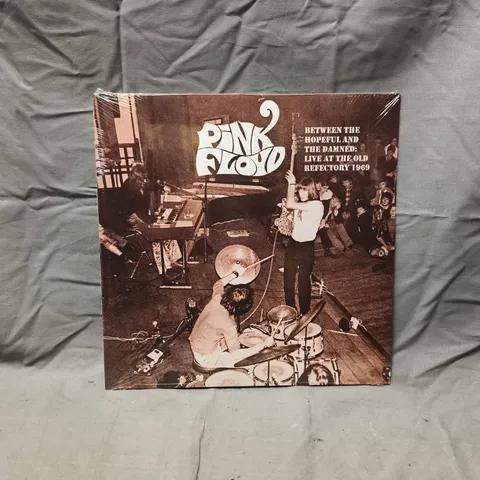 PINK
FLOYD
BETWEEN THE
HOPEFUL AND
THE DAMNED:
LIVE AT THE OLD
REFECTORY 1969